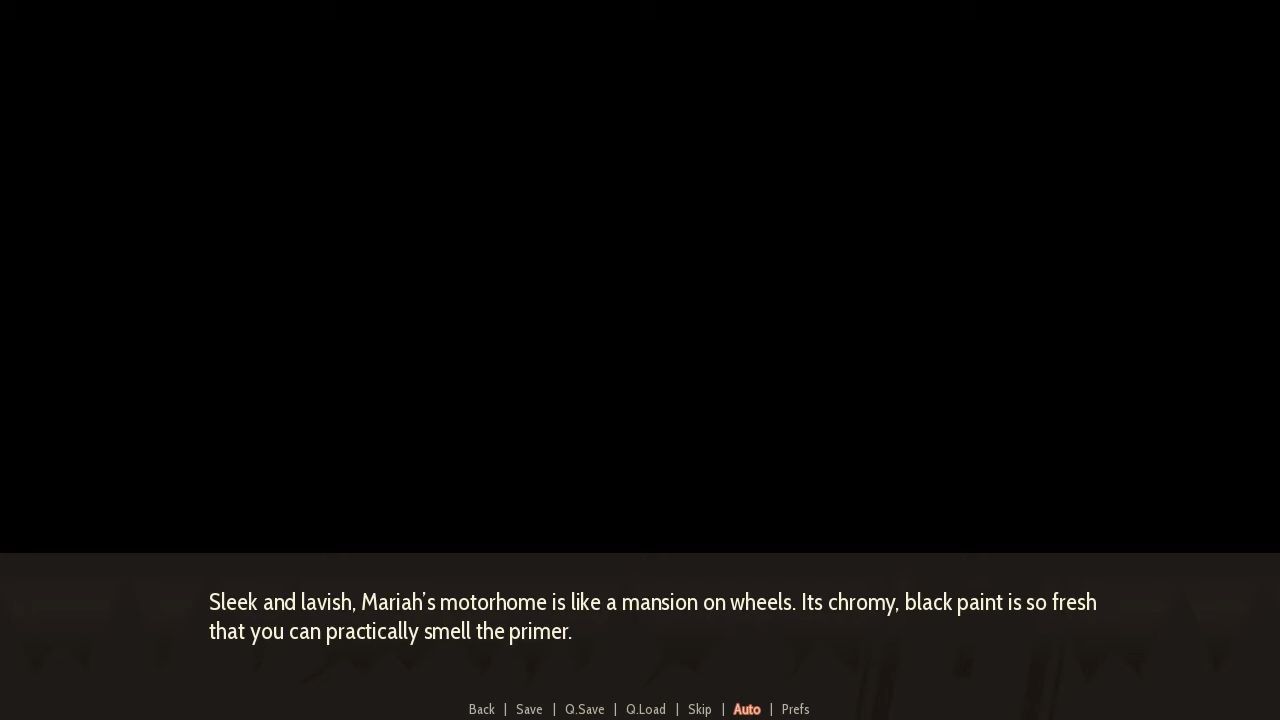 Sleek and lavish, Mariah’s motorhome is like a mansion on wheels. Its chromy, black paint is so fresh
that you can practically smell the primer.
Back | Save | Q.Save | Q.Load | Skip | Auto | Prefs